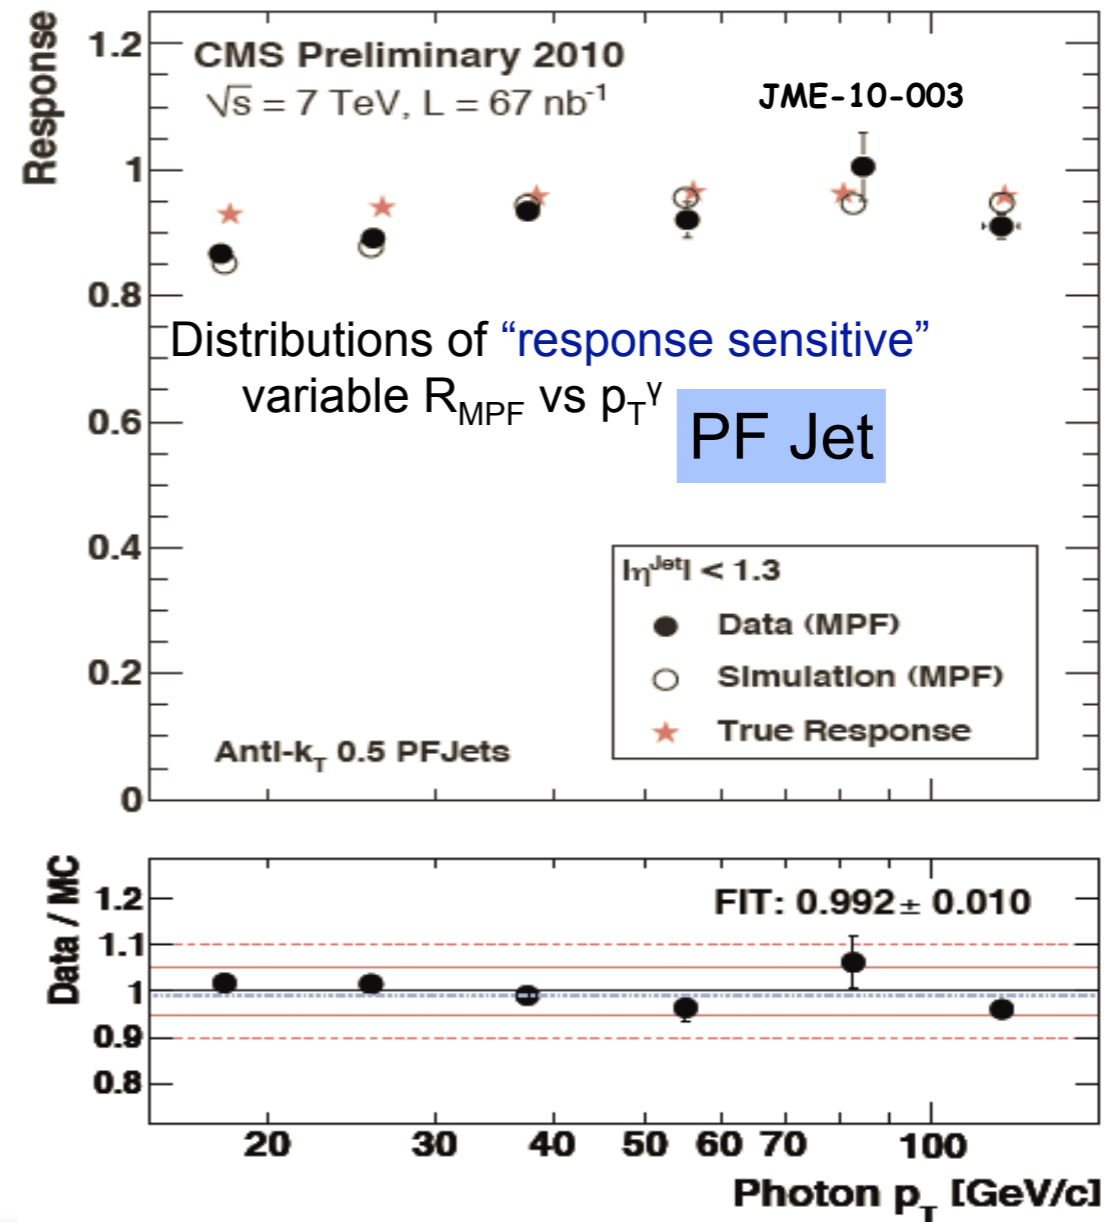 Response
1.2
1
0.8
0.6
0.4
0.2
0
CMS Preliminary 2010
√s = 7 TeV, L = 67 nb⁻¹
JME-10-003
Distributions of “response sensitive”
variable R_MPF vs p_T^γ
PF Jet
|η^Jet| < 1.3
Data (MPF)
Simulation (MPF)
True Response
Anti-k_T 0.5 PFJets
Data / MC
1.2
1.1
1
0.9
0.8
FIT: 0.992 ± 0.010
20 30 40 50 60 70 100
Photon p_T [GeV/c]